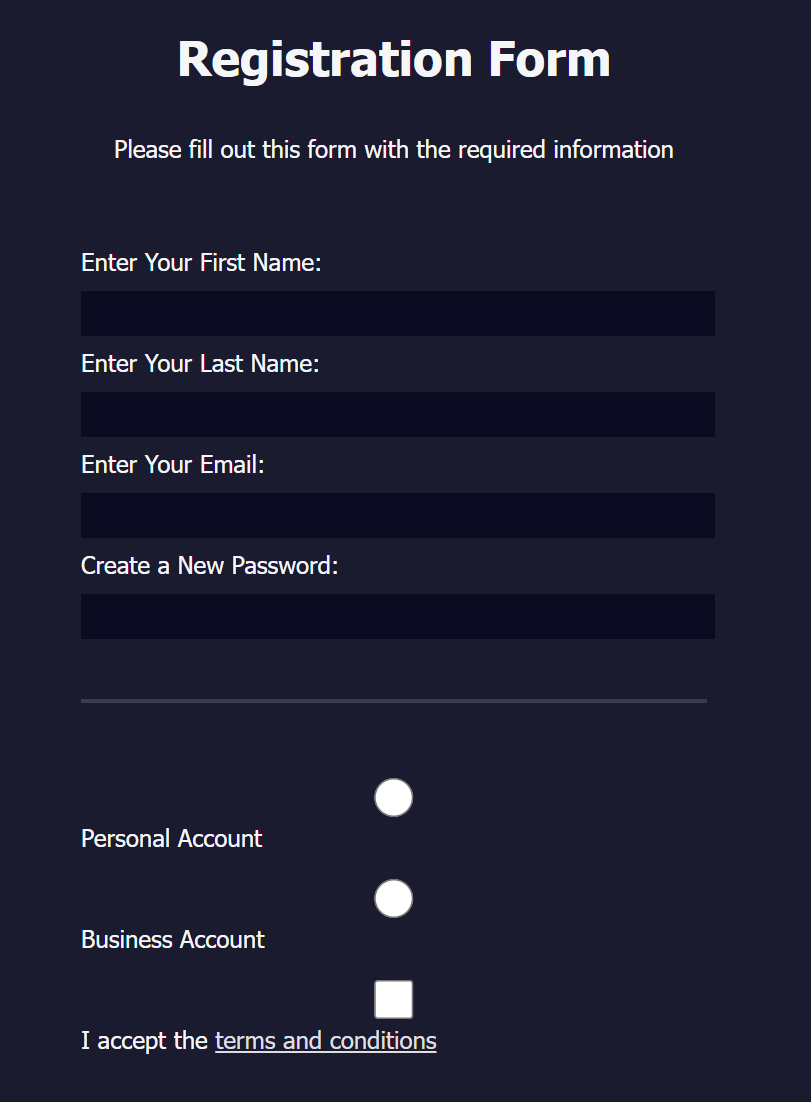 Registration Form
Please fill out this form with the required information
Enter Your First Name:
Enter Your Last Name:
Enter Your Email:
Create a New Password:
Personal Account
Business Account
I accept the terms and conditions